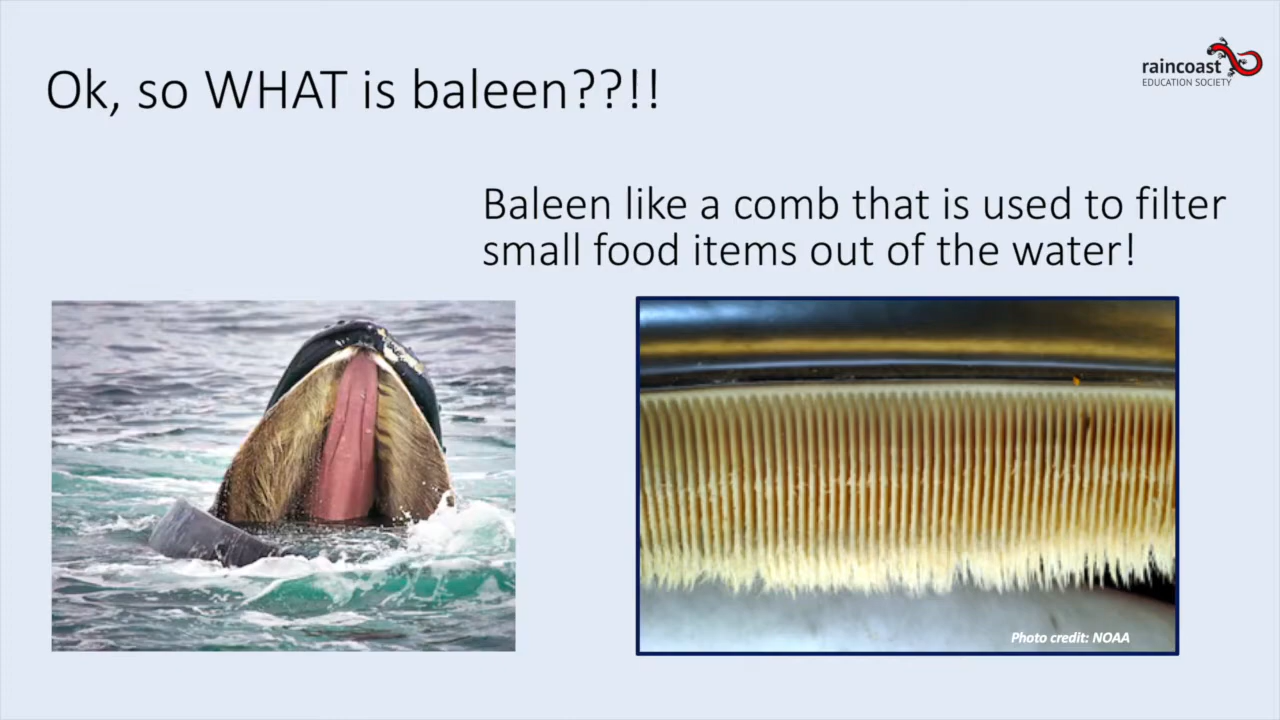 Ok, so WHAT is baleen??!!
raincoast
EDUCATION SOCIETY
Baleen like a comb that is used to filter
small food items out of the water!
Photo credit: NOAA